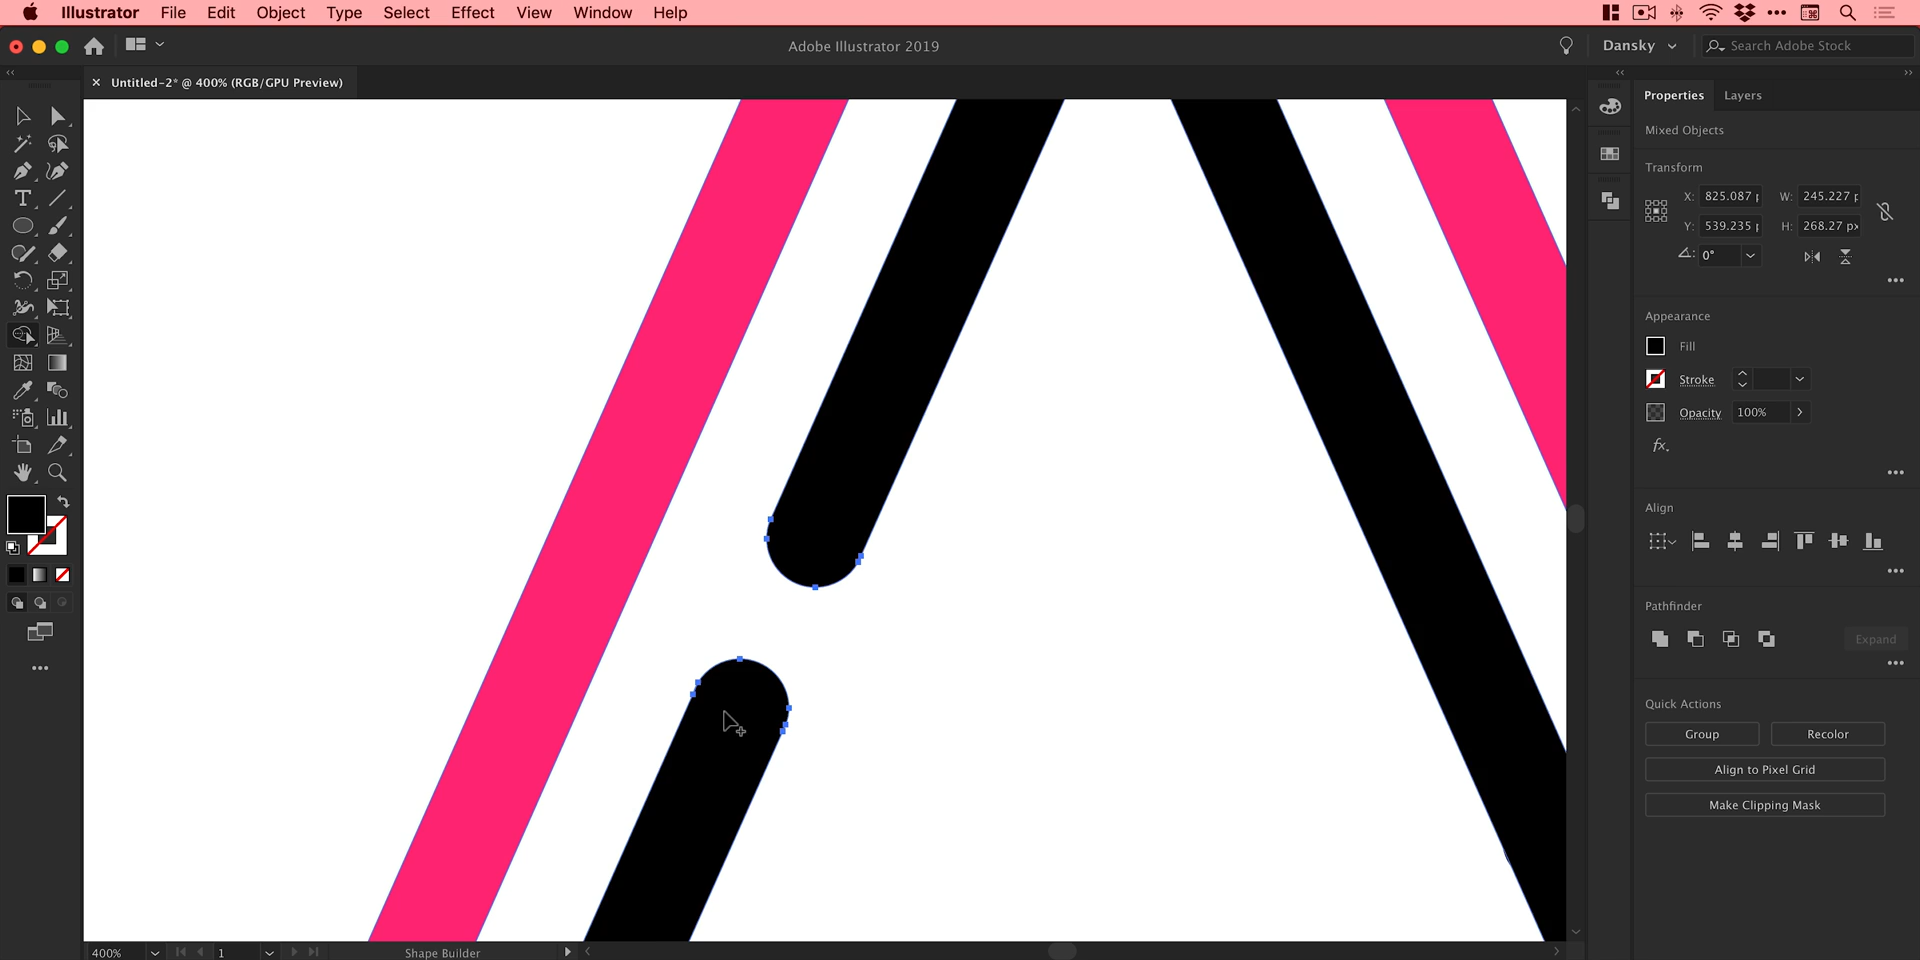 Illustrator File Edit Object Type Select Effect View Window Help
Adobe Illustrator 2019
Dansky
Search Adobe Stock
Untitled-2* @ 400% (RGB/GPU Preview)
Properties Layers
Mixed Objects
Transform
X: 825.087 p W: 245.227 p
Y: 539.235 p H: 268.27 px
0°
Appearance
Fill
Stroke
Opacity 100%
fx.
Align
Pathfinder
Expand
Quick Actions
Group Recolor
Align to Pixel Grid
Make Clipping Mask
400% 1 Shape Builder